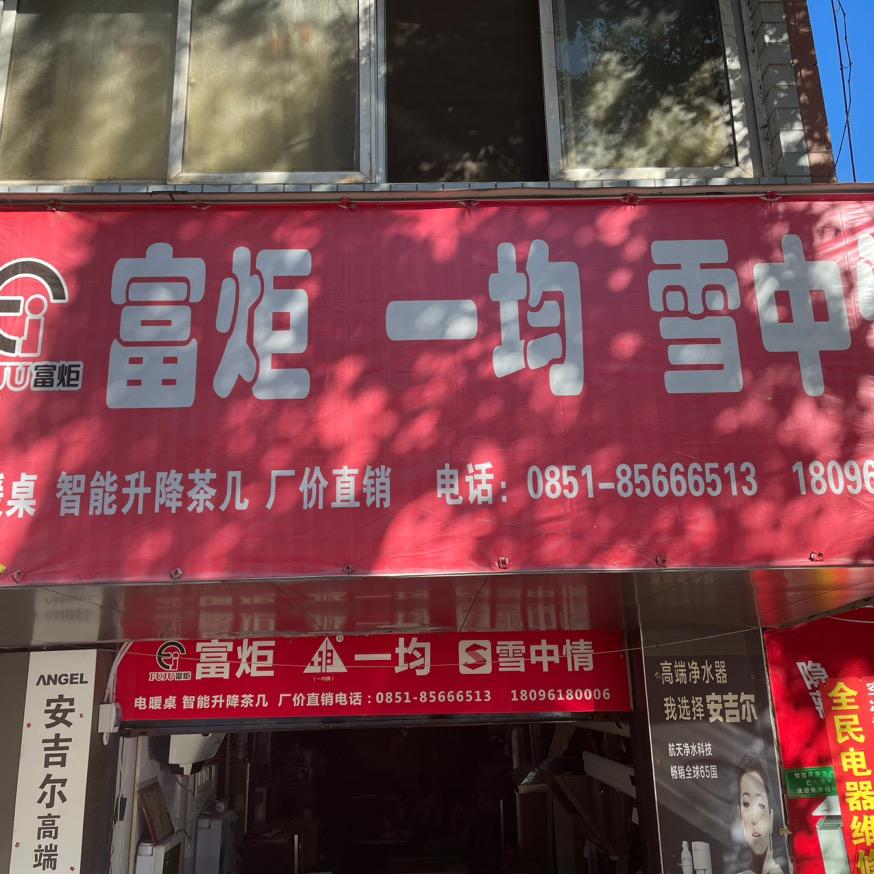 富炬 一均 雪中
富炬
桌 智能升降茶几 厂价直销 电话：0851-85666513 18096
富炬 一均 雪中情
FUJU富炬
电暖桌 智能升降茶几 厂价直销电话：0851-85666513 18096180006
ANGEL
安吉尔高端
高端净水器
我选择安吉尔
航天净水科技
畅销全球65国
全民电器维修